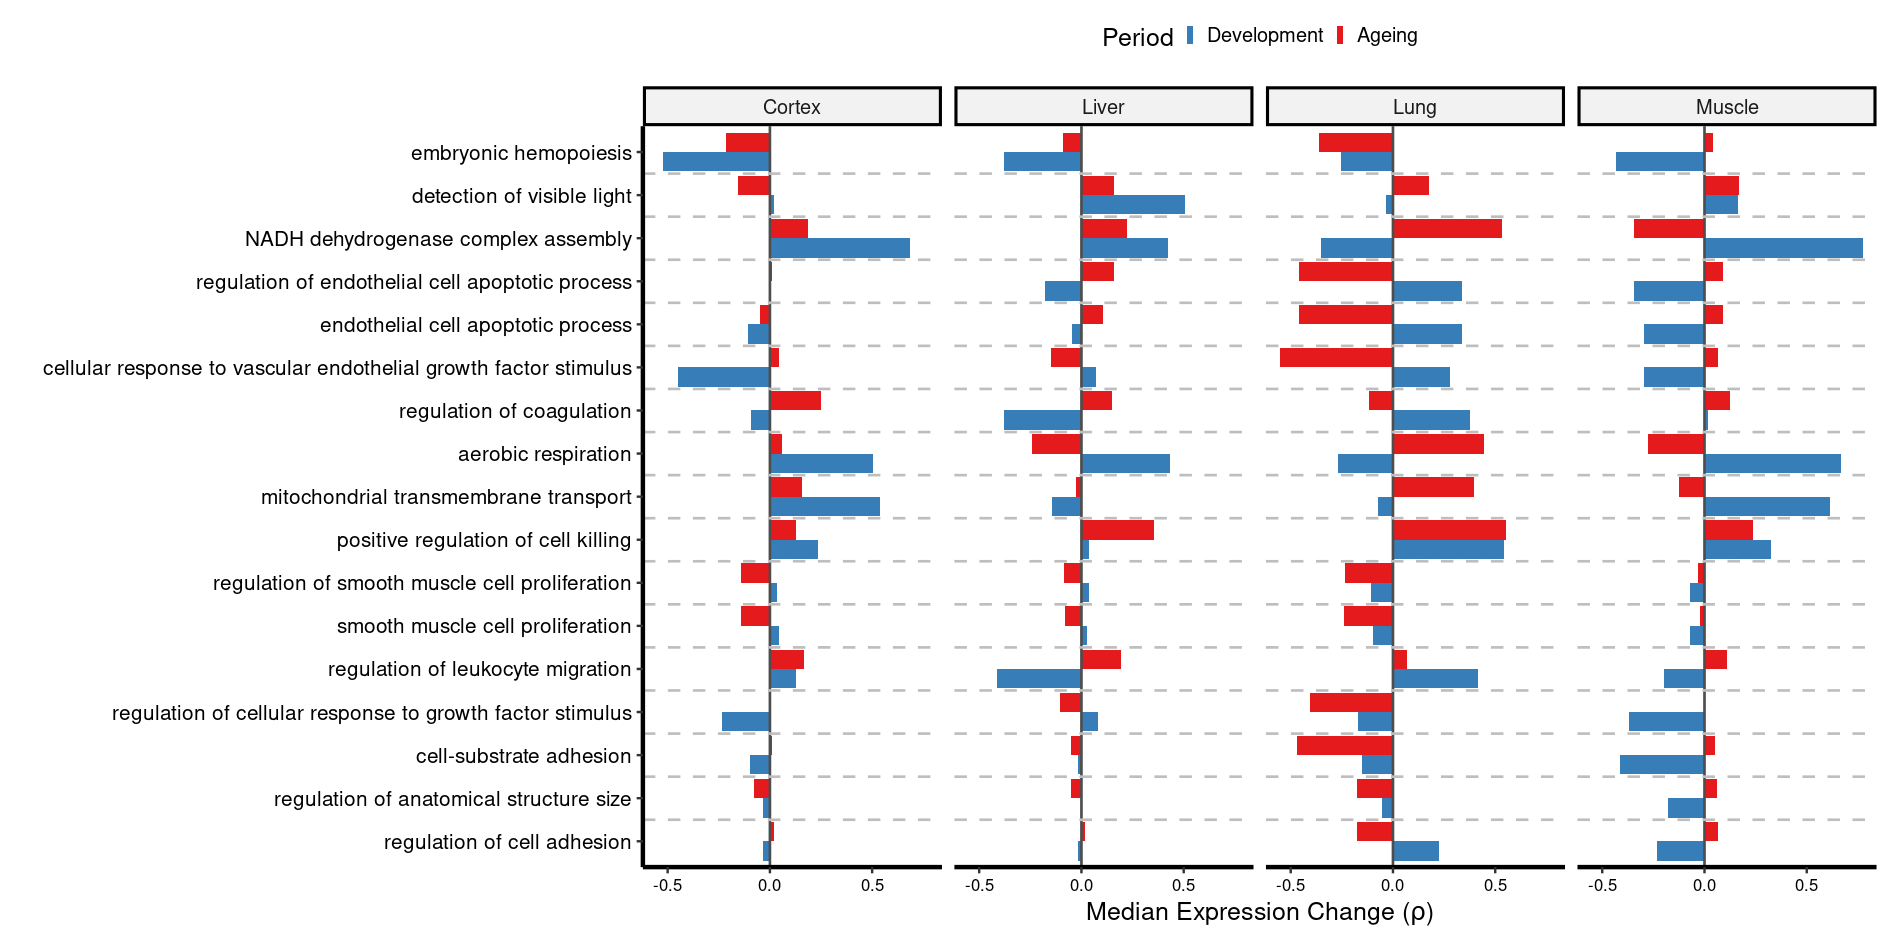 Period Development Ageing
Cortex Liver Lung Muscle
embryonic hemopoiesis
detection of visible light
NADH dehydrogenase complex assembly
regulation of endothelial cell apoptotic process
endothelial cell apoptotic process
cellular response to vascular endothelial growth factor stimulus
regulation of coagulation
aerobic respiration
mitochondrial transmembrane transport
positive regulation of cell killing
regulation of smooth muscle cell proliferation
smooth muscle cell proliferation
regulation of leukocyte migration
regulation of cellular response to growth factor stimulus
cell-substrate adhesion
regulation of anatomical structure size
regulation of cell adhesion
-0.5 0.0 0.5 -0.5 0.0 0.5 -0.5 0.0 0.5 -0.5 0.0 0.5
Median Expression Change (ρ)